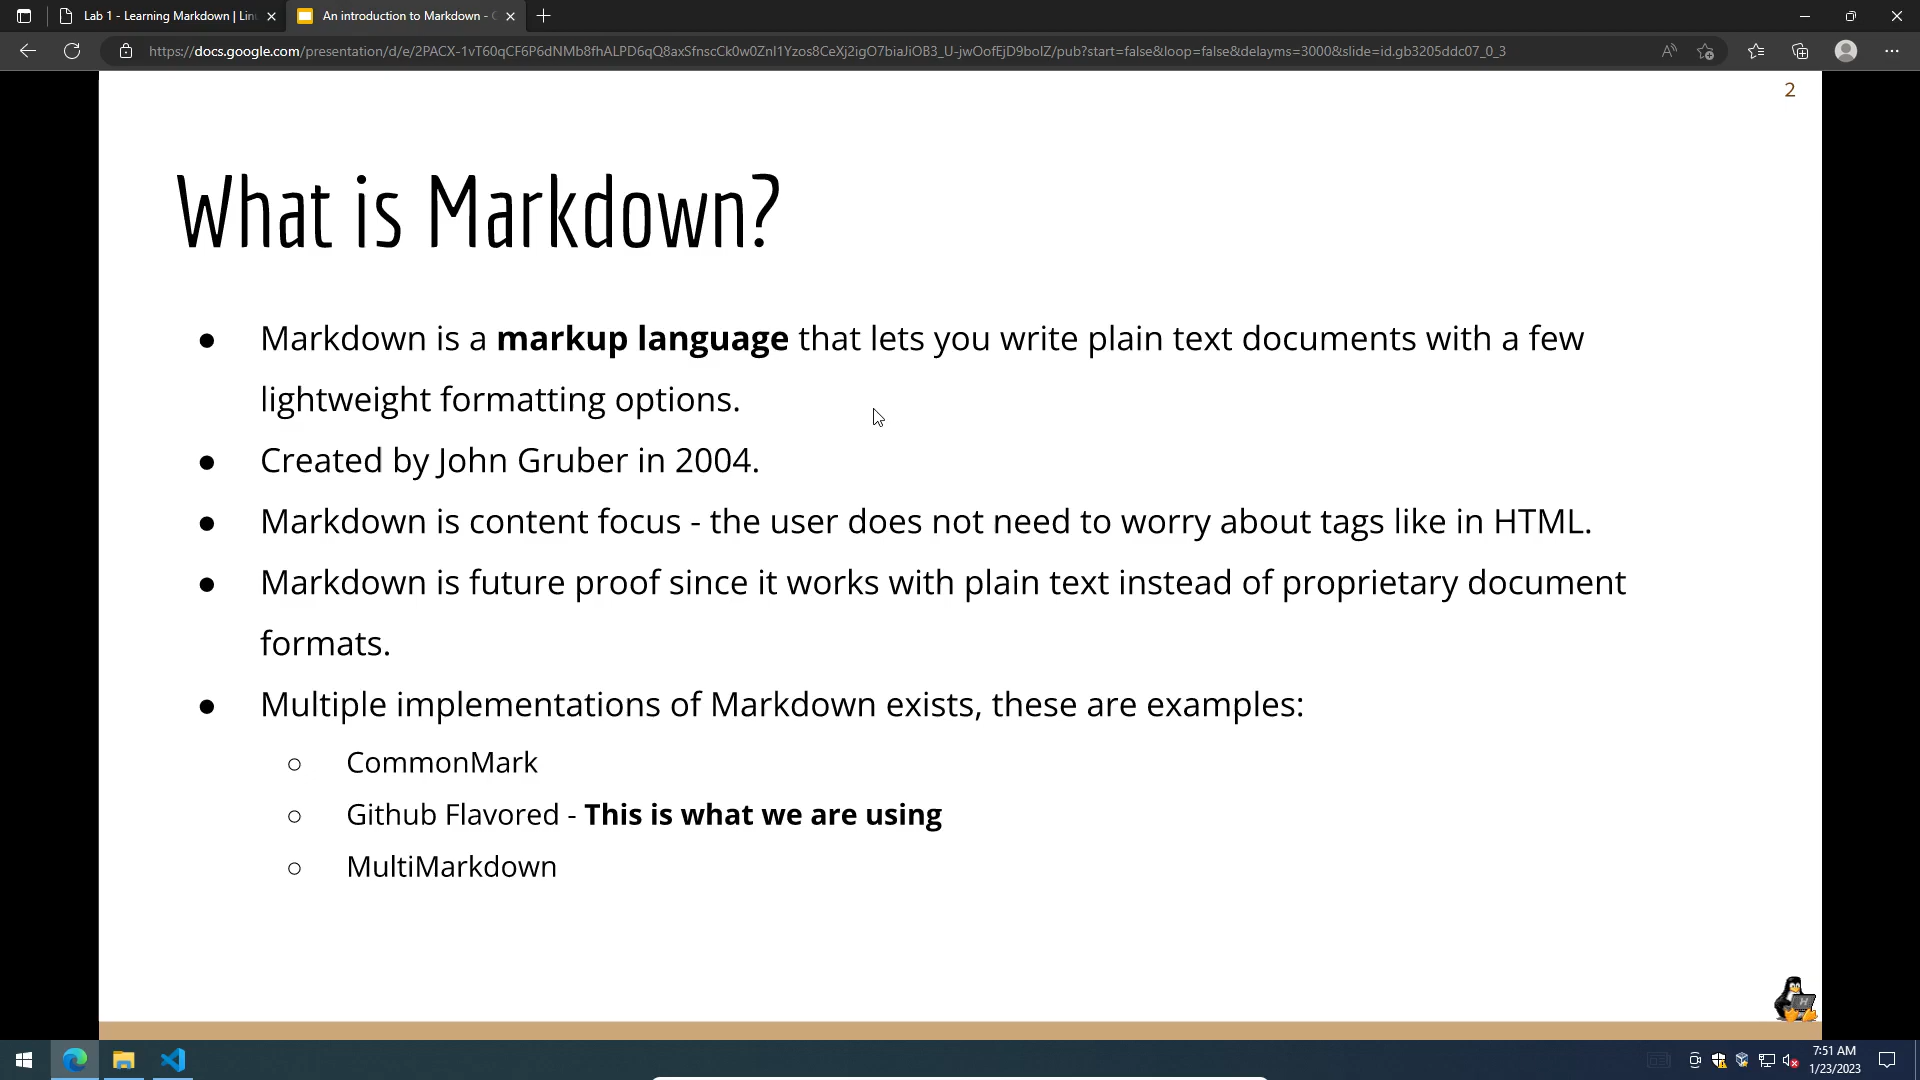 Lab 1 - Learning Markdown | Lin
An introduction to Markdown -
https://docs.google.com/presentation/d/e/2PACX-1vT60qCF6P6dNMb8fhALPD6qQ8axSfnscCk0w0ZnI1Yzos8CeXj2igO7biaJiOB3_U-jwOofEjD9bolZ/pub?start=false&loop=false&delayms=3000&slide=id.gb3205ddc07_0_3
2
What is Markdown?
● Markdown is a markup language that lets you write plain text documents with a few
lightweight formatting options.
● Created by John Gruber in 2004.
● Markdown is content focus - the user does not need to worry about tags like in HTML.
● Markdown is future proof since it works with plain text instead of proprietary document
formats.
● Multiple implementations of Markdown exists, these are examples:
○ CommonMark
○ Github Flavored - This is what we are using
○ MultiMarkdown
7:51 AM
1/23/2023